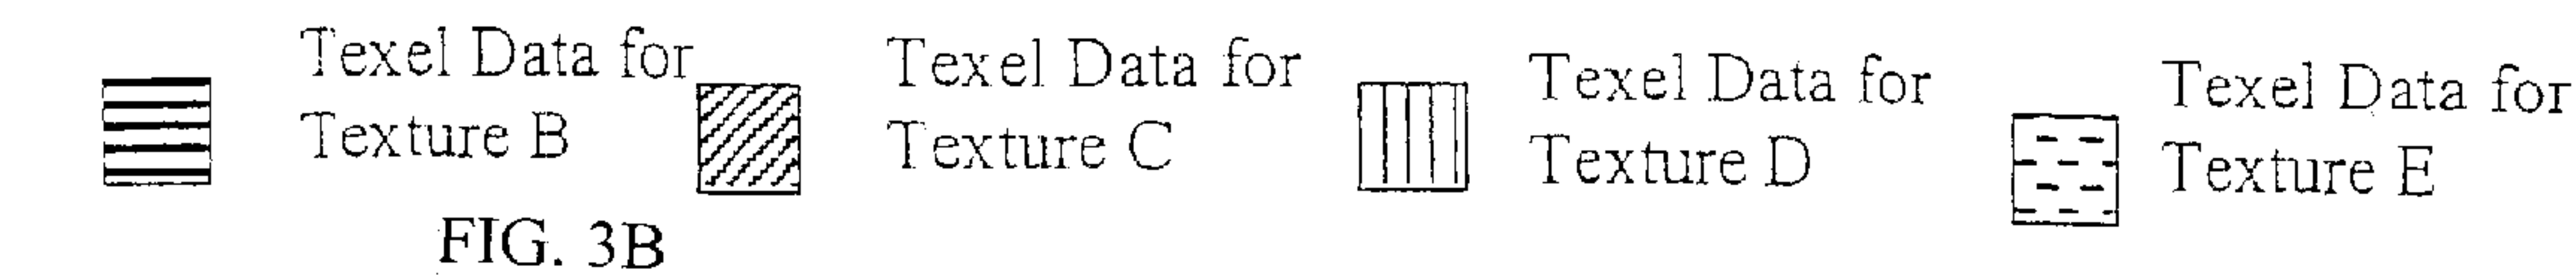 Texel Data for
Texture B
Texel Data for
Texture C
Texel Data for
Texture D
Texel Data for
Texture E
FIG. 3B